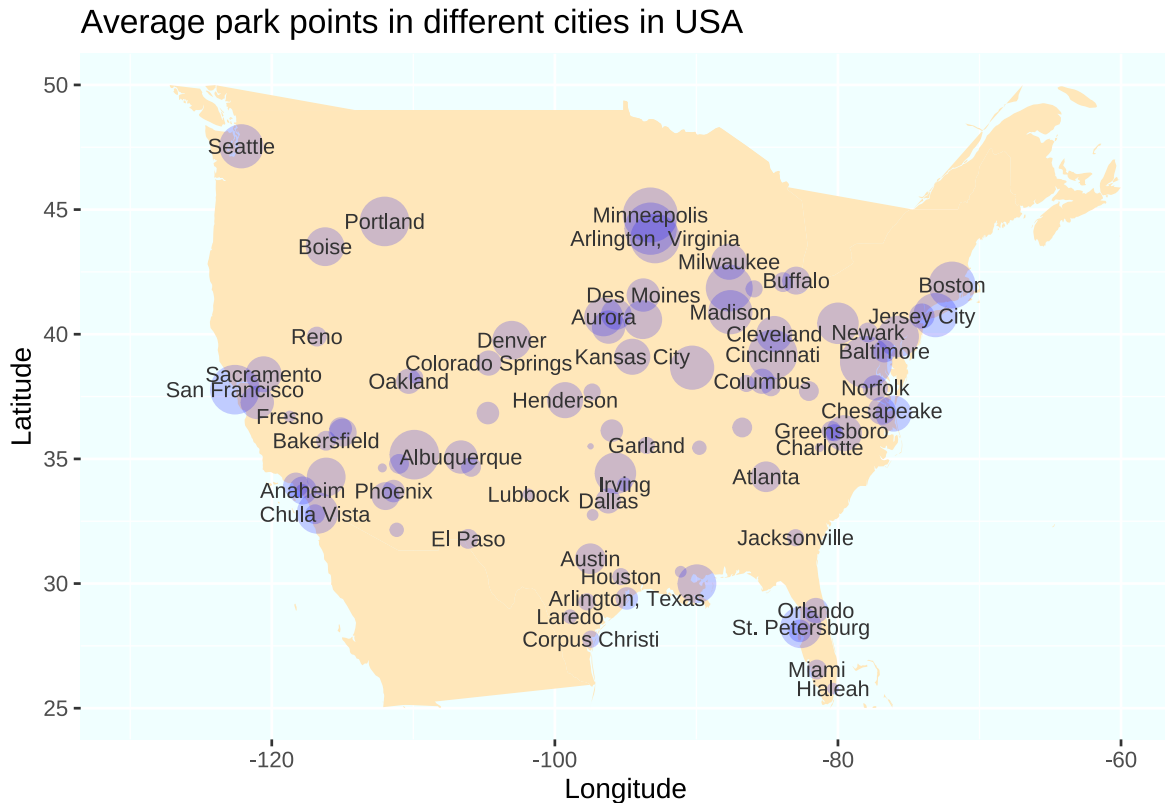 Average park points in different cities in USA
50
Seattle
45
Minneapolis
Portland
Arlington, Virginia
Boise
Milwaukee
Buffalo
Boston
Des Moines
Madison
Jersey City
Aurora
40
Reno
Denver
Cleveland
Newark
Kansas City
Cincinnati
Baltimore
Colorado Springs
Sacramento
Oakland
Columbus
San Francisco
Norfolk
Henderson
Chesapeake
Fresno
Greensboro
Bakersfield
Garland
Charlotte
35
Albuquerque
Atlanta
Irving
Anaheim
Phoenix
Lubbock
Dallas
Chula Vista
El Paso
Jacksonville
Austin
Houston
30
Arlington, Texas
Orlando
Laredo
St. Petersburg
Corpus Christi
Miami
Hialeah
25
Latitude
-120
-100
-80
-60
Longitude